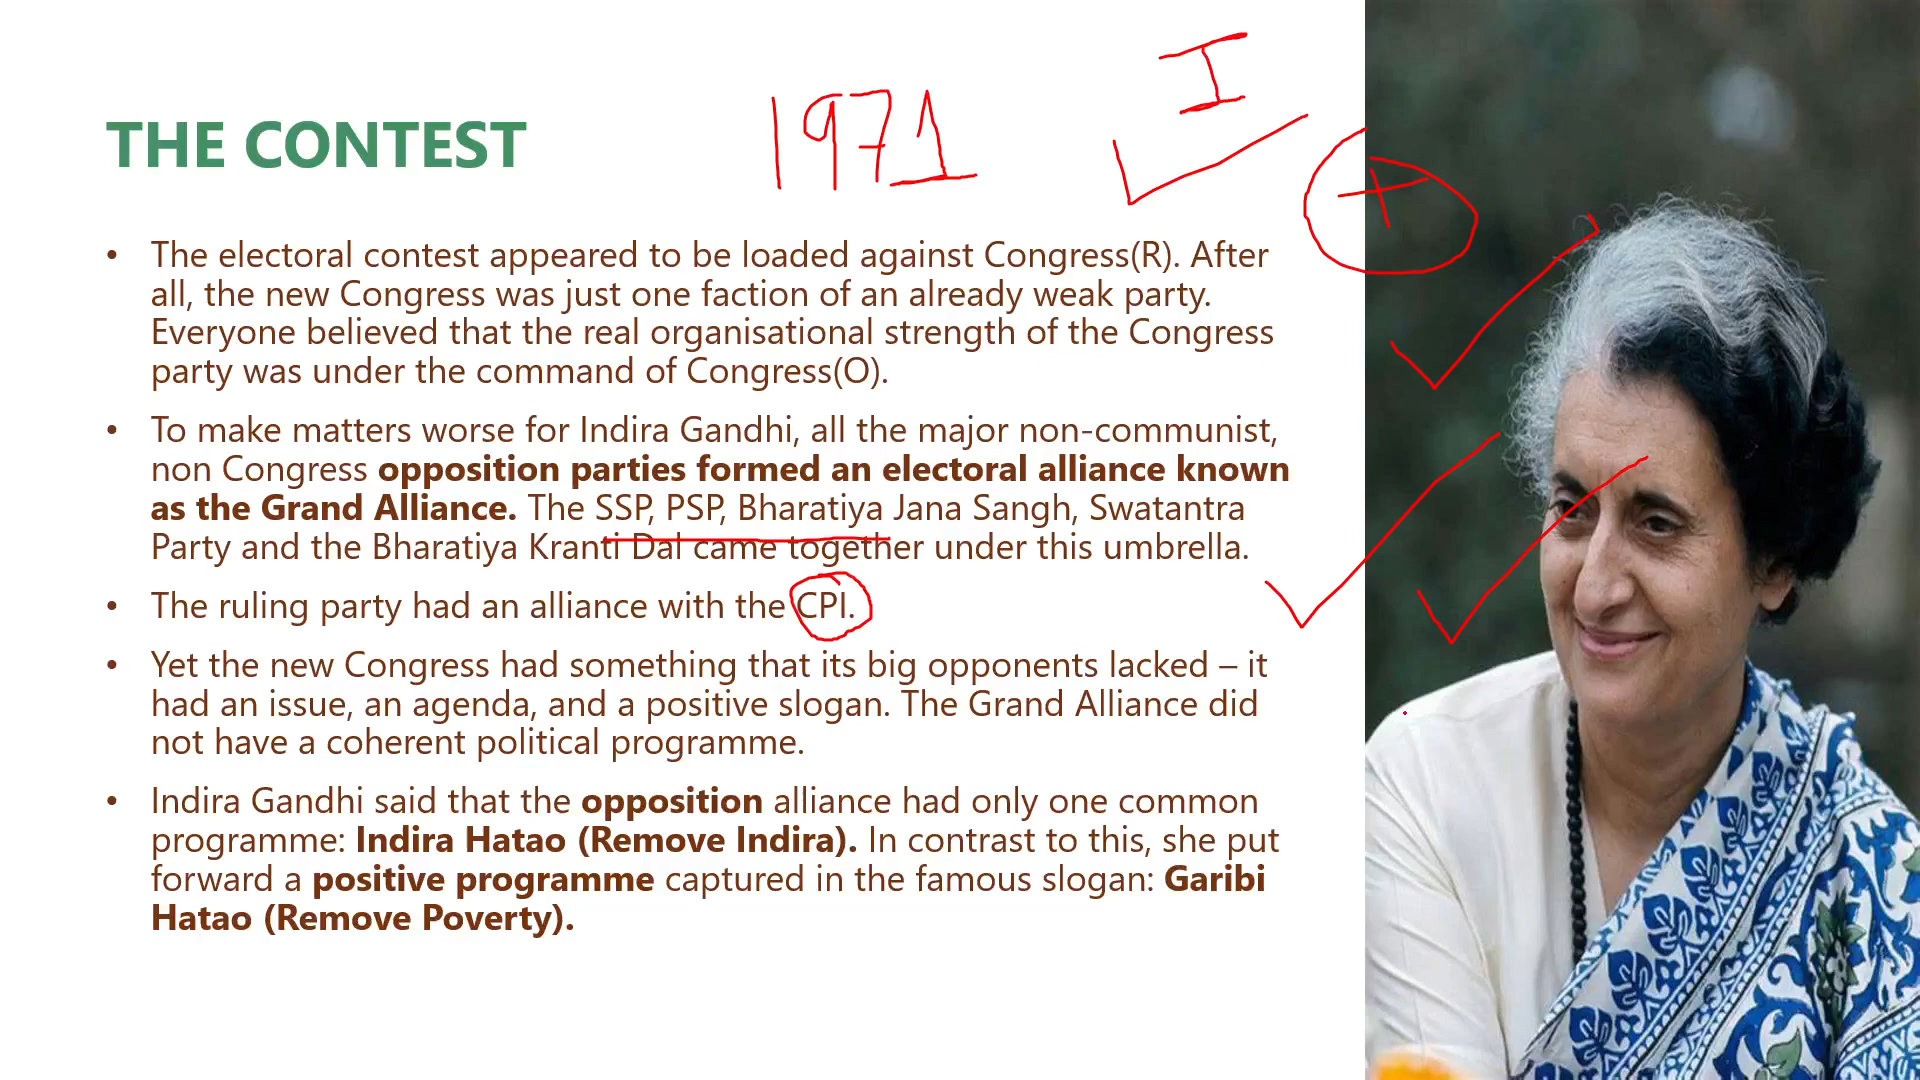 1971
I
THE CONTEST
• The electoral contest appeared to be loaded against Congress(R). After
all, the new Congress was just one faction of an already weak party.
Everyone believed that the real organisational strength of the Congress
party was under the command of Congress(O).
• To make matters worse for Indira Gandhi, all the major non-communist,
non Congress opposition parties formed an electoral alliance known
as the Grand Alliance. The SSP, PSP, Bharatiya Jana Sangh, Swatantra
Party and the Bharatiya Kranti Dal came together under this umbrella.
• The ruling party had an alliance with the CPI.
• Yet the new Congress had something that its big opponents lacked – it
had an issue, an agenda, and a positive slogan. The Grand Alliance did
not have a coherent political programme.
• Indira Gandhi said that the opposition alliance had only one common
programme: Indira Hatao (Remove Indira). In contrast to this, she put
forward a positive programme captured in the famous slogan: Garibi
Hatao (Remove Poverty).